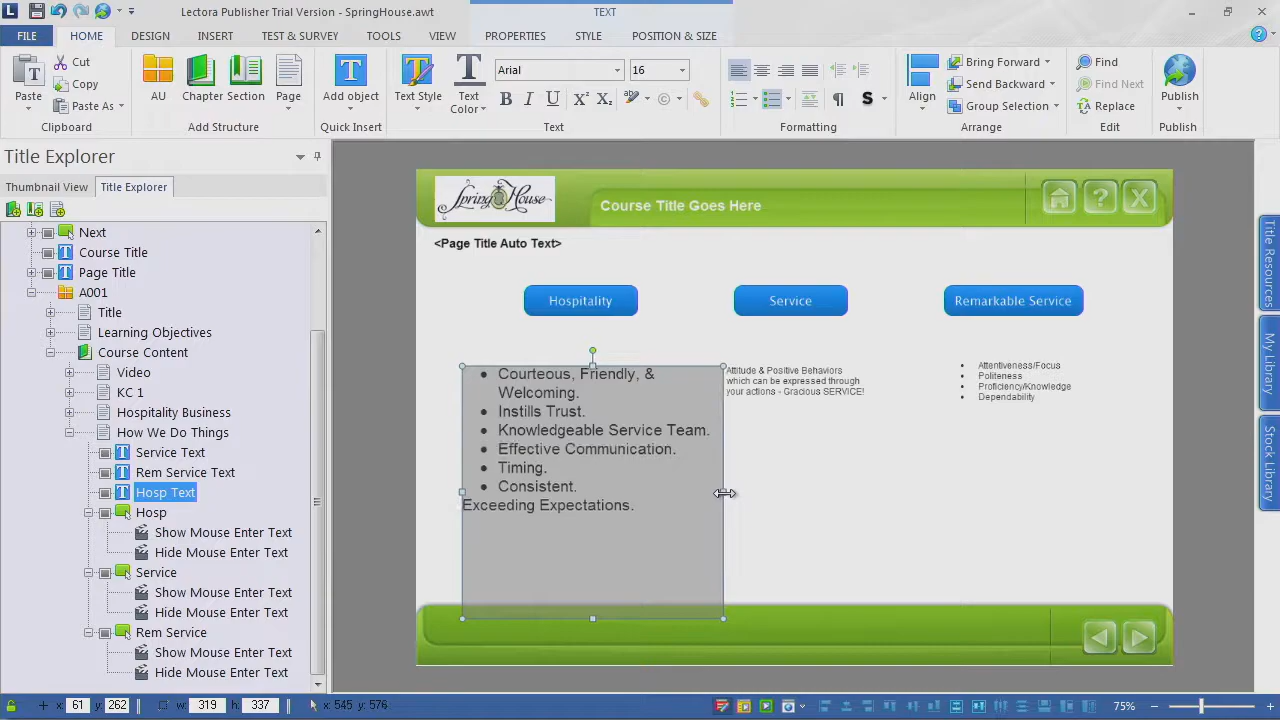 Lectora Publisher Trial Version - SpringHouse.awt
TEXT
FILE
HOME
DESIGN
INSERT
TEST & SURVEY
TOOLS
VIEW
PROPERTIES
STYLE
POSITION & SIZE
Paste
Cut
Copy
Paste As
Clipboard
AU
Chapter
Section
Page
Add Structure
Add object
Quick Insert
Text Style
Text Color
Arial
16
B I U X² X₂
Text
Formatting
Align
Bring Forward
Send Backward
Group Selection
Arrange
Find
Find Next
Replace
Edit
Publish
Publish
Title Explorer
Thumbnail View
Title Explorer
Next
Course Title
Page Title
A001
Title
Learning Objectives
Course Content
Video
KC 1
Hospitality Business
How We Do Things
Service Text
Rem Service Text
Hosp Text
Hosp
Show Mouse Enter Text
Hide Mouse Enter Text
Service
Show Mouse Enter Text
Hide Mouse Enter Text
Rem Service
Show Mouse Enter Text
Hide Mouse Enter Text
Spring House
Course Title Goes Here
<Page Title Auto Text>
Hospitality
Service
Remarkable Service
• Courteous, Friendly, &
Welcoming.
• Instills Trust.
• Knowledgeable Service Team.
• Effective Communication.
• Timing.
• Consistent.
Exceeding Expectations.
Attitude & Positive Behaviors
which can be expressed through
your actions - Gracious SERVICE!
• Attentiveness/Focus
• Politeness
• Proficiency/Knowledge
• Dependability
Title Resources
My Library
Stock Library
x: 61 y: 262 w: 319 h: 337 x: 545 y: 576 75%